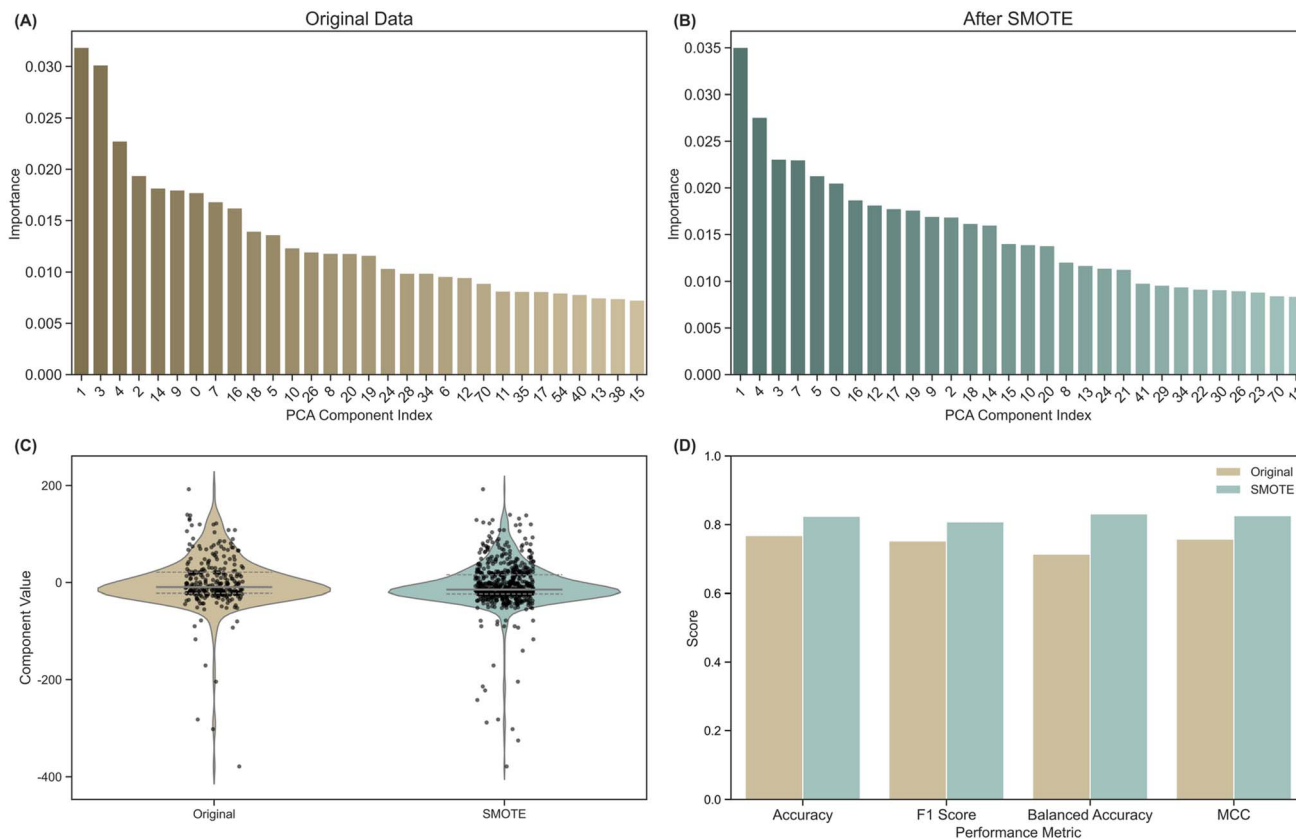 (A)
Original Data
0.030
0.025
0.020
0.015
0.010
0.005
0.000
Importance
1 3 4 2 14 9 0 7 16 18 5 10 26 8 20 19 24 28 34 6 12 70 11 35 17 54 40 13 38 15
PCA Component Index
(B)
After SMOTE
0.035
0.030
0.025
0.020
0.015
0.010
0.005
0.000
Importance
1 4 3 7 5 0 16 12 17 19 9 2 18 14 15 10 20 8 13 24 21 41 29 34 22 30 26 23 70
PCA Component Index
(C)
200
0
-200
-400
Component Value
Original SMOTE
(D)
Original
SMOTE
1.0
0.8
0.6
0.4
0.2
0.0
Score
Accuracy F1 Score Balanced Accuracy MCC
Performance Metric